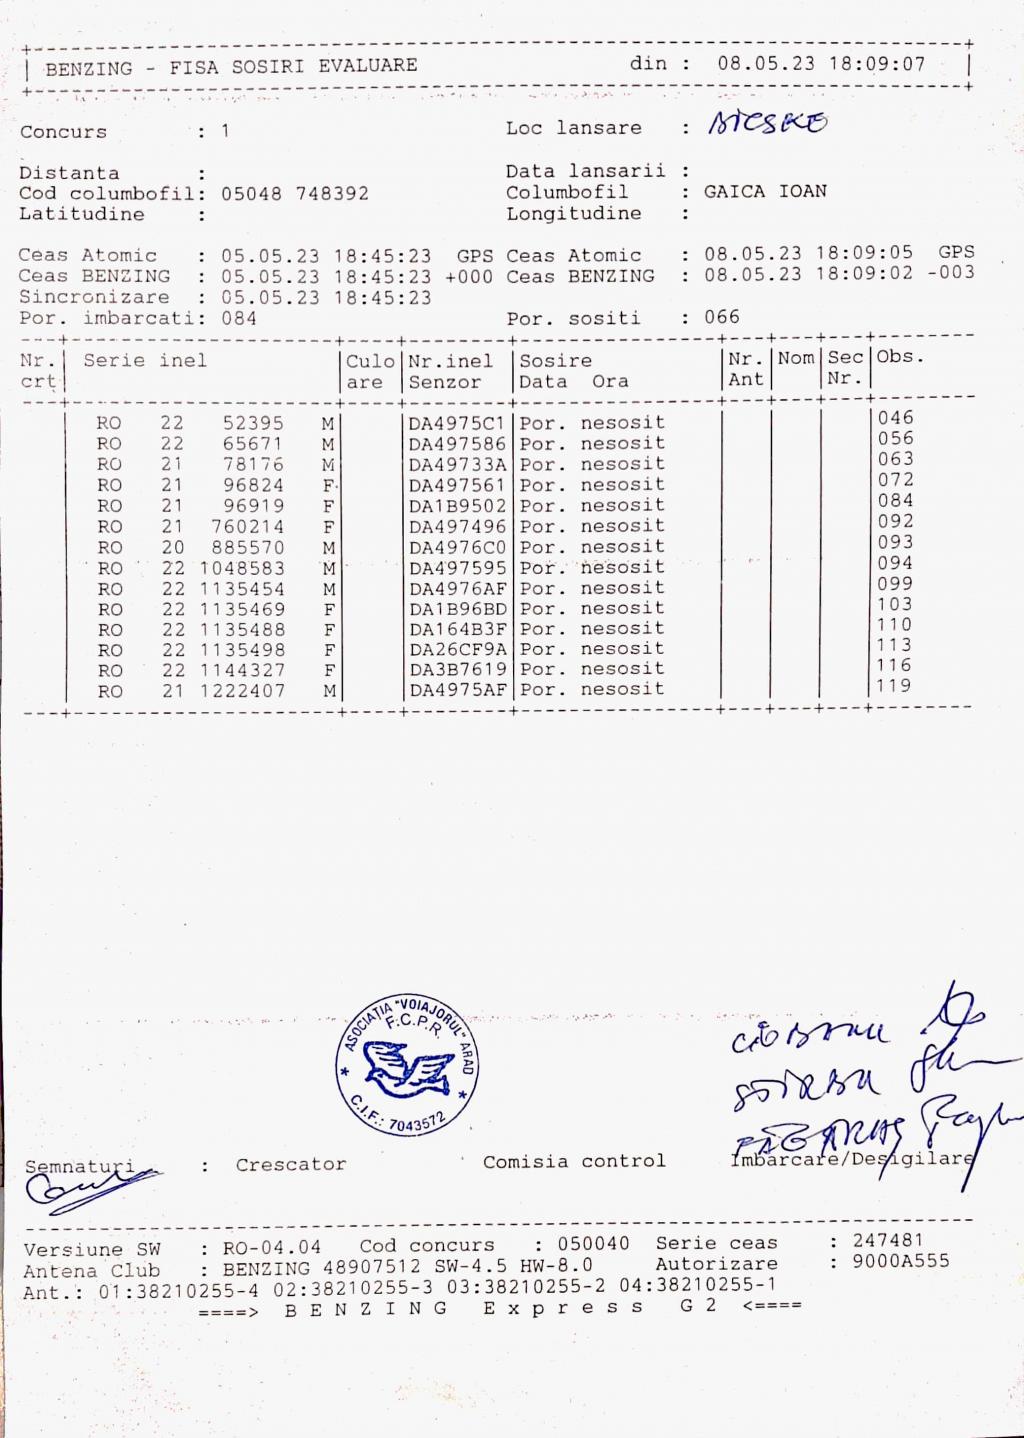 BENZING - FISA SOSIRI EVALUARE din : 08.05.23 18:09:07
Concurs : 1 Loc lansare :
Distanta : Data lansarii :
Cod columbofil: 05048 748392 Columbofil : GAICA IOAN
Latitudine : Longitudine :
Ceas Atomic : 05.05.23 18:45:23 GPS Ceas Atomic : 08.05.23 18:09:05 GPS
Ceas BENZING : 05.05.23 18:45:23 +000 Ceas BENZING : 08.05.23 18:09:02 -003
Sincronizare : 05.05.23 18:45:23
Por. imbarcati: 084 Por. sositi : 066
Nr. Serie inel Culo Nr.inel Sosire Nr. Nom Sec Obs.
crt are Senzor Data Ora Ant Nr.
RO 22 52395 M DA4975C1 Por. nesosit 046
RO 22 65671 M DA497586 Por. nesosit 056
RO 21 78176 M DA49733A Por. nesosit 063
RO 21 96824 F DA497561 Por. nesosit 072
RO 21 96919 F DA1B9502 Por. nesosit 084
RO 21 760214 F DA497496 Por. nesosit 092
RO 20 885570 M DA4976C0 Por. nesosit 093
RO 22 1048583 M DA497595 Por. nesosit 094
RO 22 1135454 M DA4976AF Por. nesosit 099
RO 22 1135469 F DA1B96BD Por. nesosit 103
RO 22 1135488 F DA164B3F Por. nesosit 110
RO 22 1135498 F DA26CF9A Por. nesosit 113
RO 22 1144327 F DA3B7619 Por. nesosit 116
RO 21 1222407 M DA4975AF Por. nesosit 119
ASOCIAȚIA "VOIAJORUL" ARAD
F.C.P.R.
* C.I.F.: 7043572 *
CIOBANU
Semnaturi : Crescator Comisia control Imbarcare/Desigilare
Versiune SW : RO-04.04 Cod concurs : 050040 Serie ceas : 247481
Antena Club : BENZING 48907512 SW-4.5 HW-8.0 Autorizare : 9000A555
Ant.: 01:38210255-4 02:38210255-3 03:38210255-2 04:38210255-1
====> B E N Z I N G E x p r e s s G 2 <====